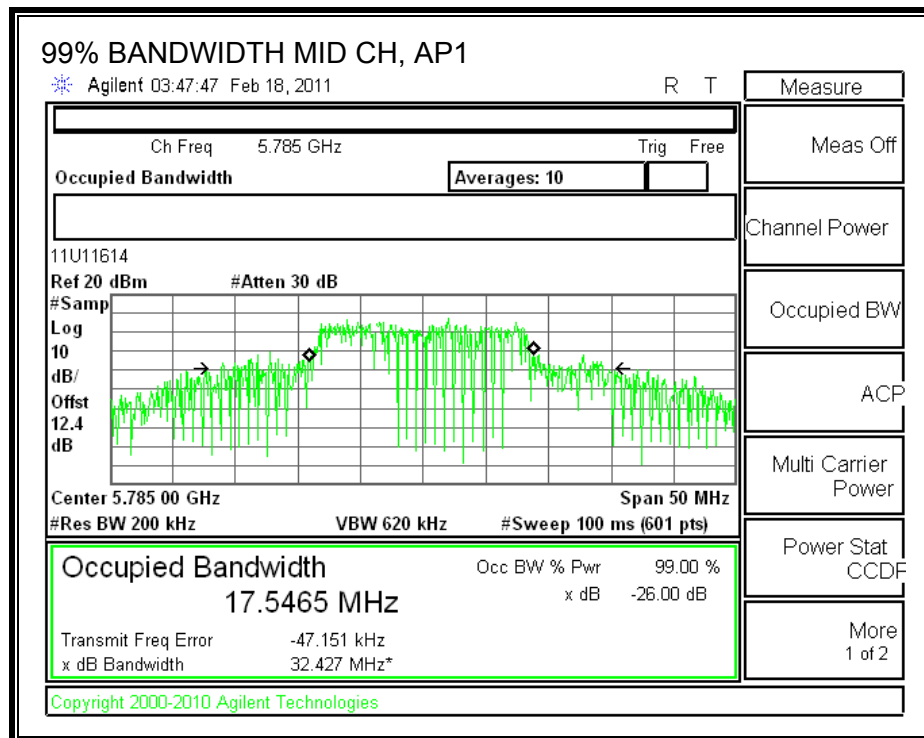 99% BANDWIDTH MID CH, AP1
Agilent 03:47:47 Feb 18, 2011 R T
Measure
Ch Freq 5.785 GHz Trig Free
Meas Off
Occupied Bandwidth Averages: 10
Channel Power
11U11614
Ref 20 dBm #Atten 30 dB
#Samp
Log
10
dB/
Offst
12.4
dB
Occupied BW
ACP
Multi Carrier
Power
Center 5.785 00 GHz Span 50 MHz
#Res BW 200 kHz VBW 620 kHz #Sweep 100 ms (601 pts)
Power Stat
CCDF
Occupied Bandwidth Occ BW % Pwr 99.00 %
17.5465 MHz x dB -26.00 dB
Transmit Freq Error -47.151 kHz
x dB Bandwidth 32.427 MHz*
More
1 of 2
Copyright 2000-2010 Agilent Technologies